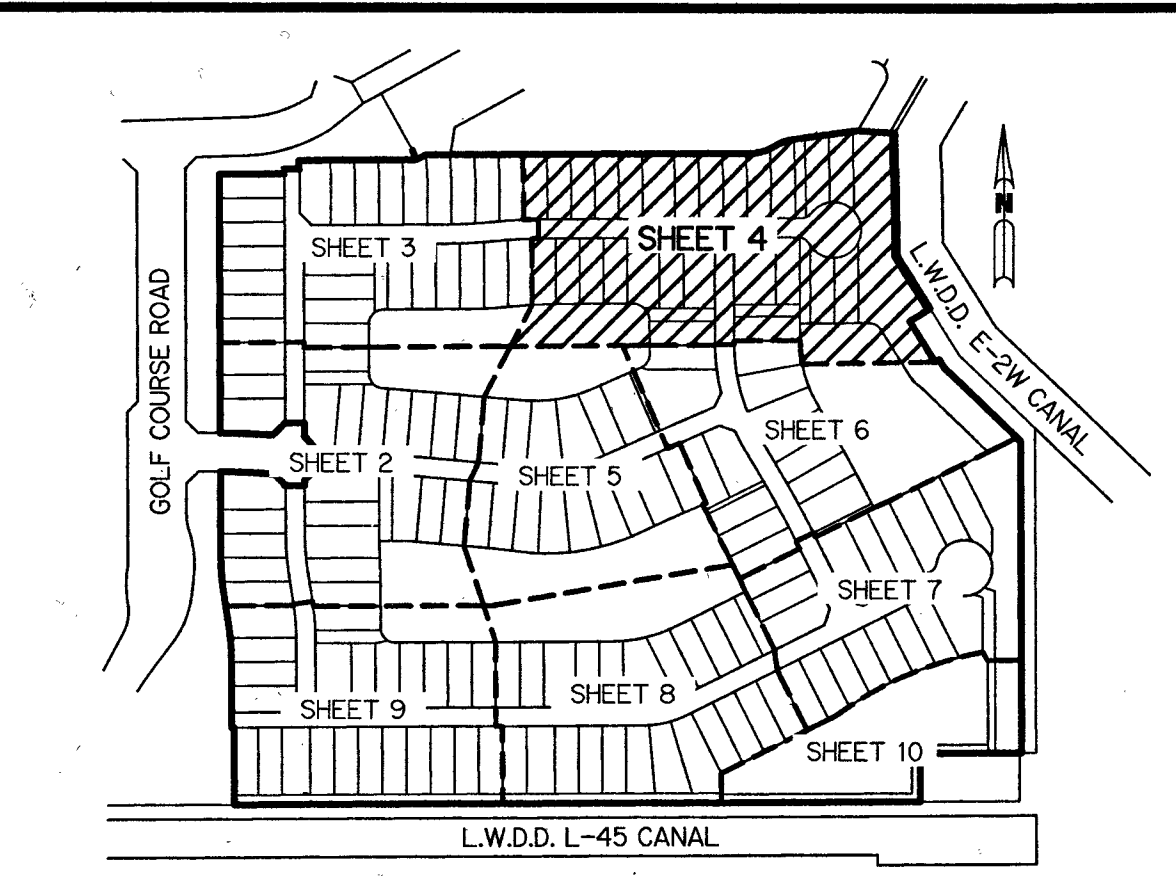 N
SHEET 3
SHEET 4
L.W.D.D. E-2W CANAL
GOLF COURSE ROAD
SHEET 6
SHEET 2
SHEET 5
SHEET 7
SHEET 8
SHEET 9
SHEET 10
L.W.D.D. L-45 CANAL